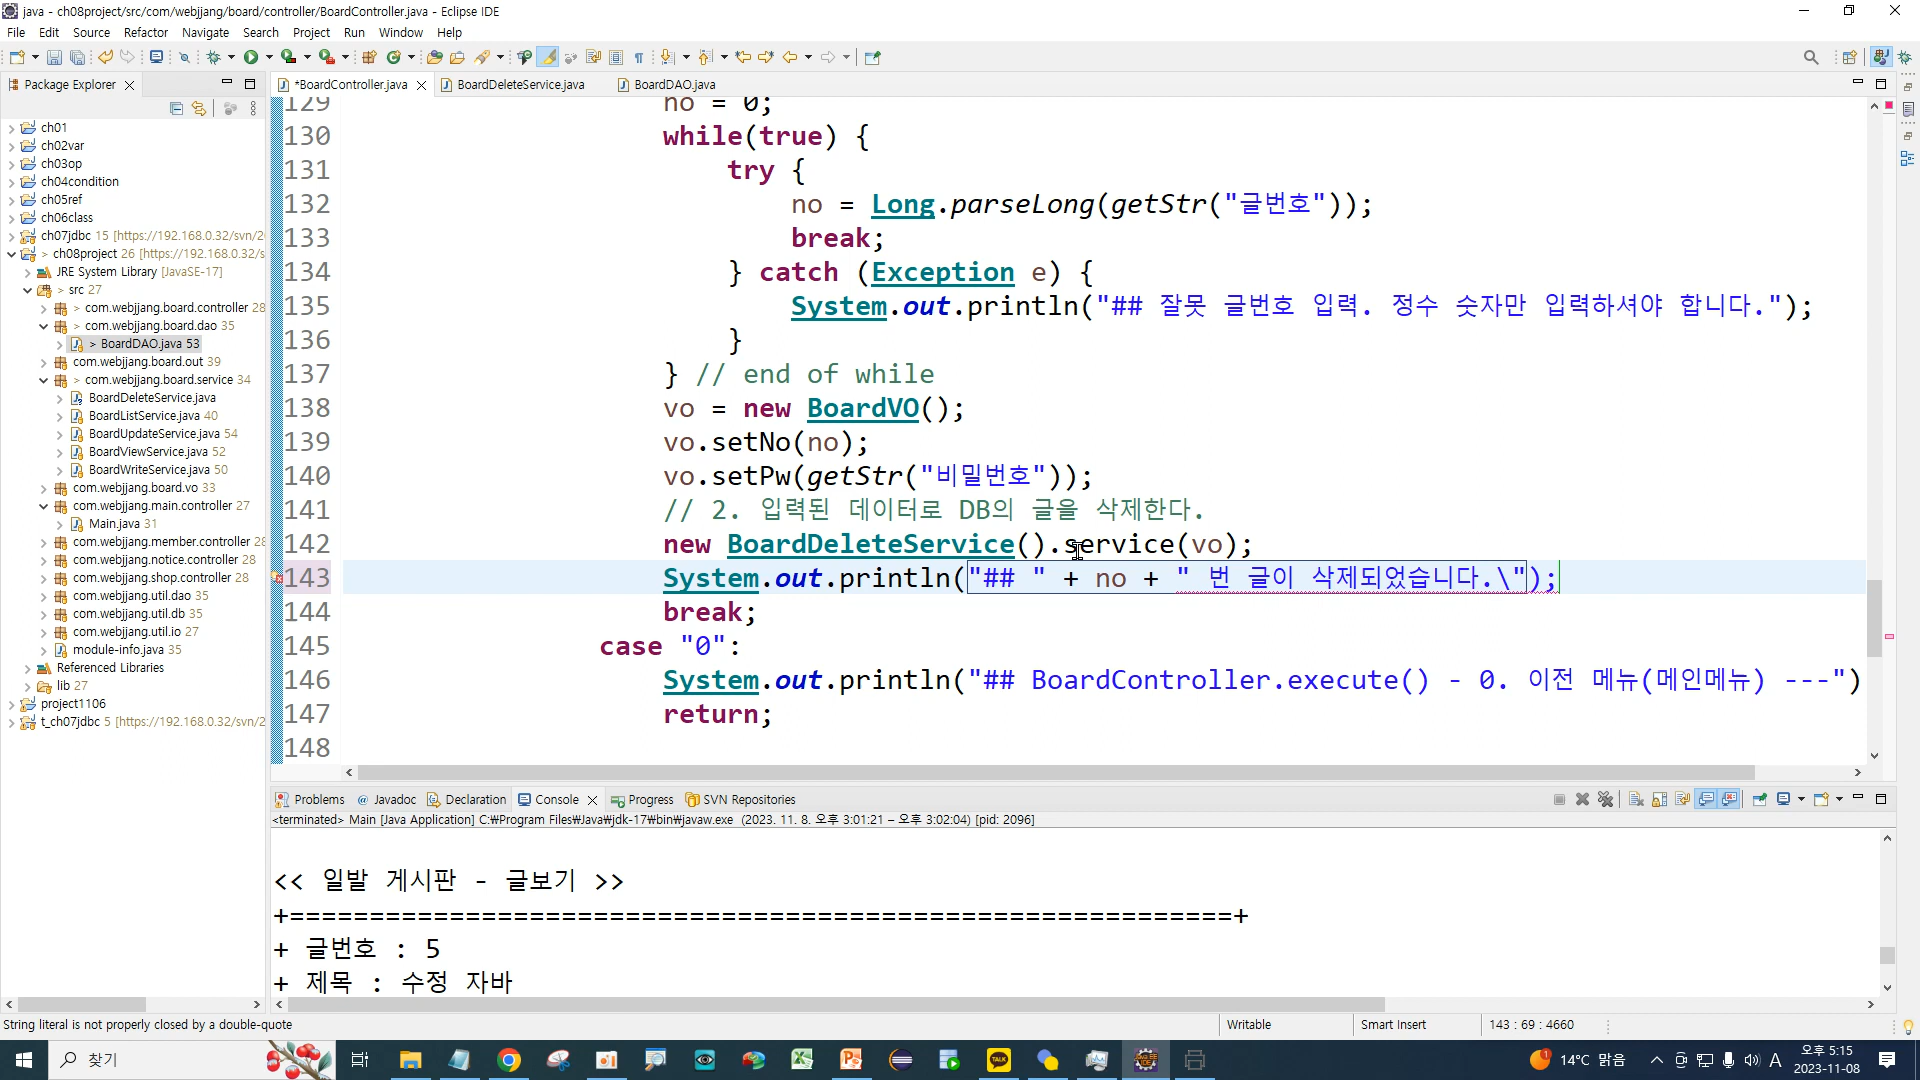 java - ch08project/src/com/webjjang/board/controller/BoardController.java - Eclipse IDE
File Edit Source Refactor Navigate Search Project Run Window Help
Package Explorer
*BoardController.java
BoardDeleteService.java
BoardDAO.java
ch01
ch02var
ch03op
ch04condition
ch05ref
ch06class
ch07jdbc 15 [https://192.168.0.32/svn/2
> ch08project 26 [https://192.168.0.32/s
JRE System Library [JavaSE-17]
> src 27
> com.webjjang.board.controller 28
> com.webjjang.board.dao 35
> BoardDAO.java 53
com.webjjang.board.out 39
> com.webjjang.board.service 34
BoardDeleteService.java
BoardListService.java 40
BoardUpdateService.java 54
BoardViewService.java 52
BoardWriteService.java 50
com.webjjang.board.vo 33
com.webjjang.main.controller 27
Main.java 31
com.webjjang.member.controller 28
com.webjjang.notice.controller 28
com.webjjang.shop.controller 28
com.webjjang.util.dao 35
com.webjjang.util.db 35
com.webjjang.util.io 27
module-info.java 35
Referenced Libraries
lib 27
project1106
t_ch07jdbc 5 [https://192.168.0.32/svn/2
129 no = 0;
130 while(true) {
131 try {
132 no = Long.parseLong(getStr("글번호"));
133 break;
134 } catch (Exception e) {
135 System.out.println("## 잘못 글번호 입력. 정수 숫자만 입력하셔야 합니다.");
136 }
137 } // end of while
138 vo = new BoardVO();
139 vo.setNo(no);
140 vo.setPw(getStr("비밀번호"));
141 // 2. 입력된 데이터로 DB의 글을 삭제한다.
142 new BoardDeleteService().service(vo);
143 System.out.println("## " + no + " 번 글이 삭제되었습니다.\");
144 break;
145 case "0":
146 System.out.println("## BoardController.execute() - 0. 이전 메뉴(메인메뉴) ---")
147 return;
148
Problems @ Javadoc Declaration Console Progress SVN Repositories
<terminated> Main [Java Application] C:₩Program Files₩Java₩jdk-17₩bin₩javaw.exe (2023. 11. 8. 오후 3:01:21 – 오후 3:02:04) [pid: 2096]
<< 일발 게시판 - 글보기 >>
+===========================================================+
+ 글번호 : 5
+ 제목 : 수정 자바
String literal is not properly closed by a double-quote
Writable
Smart Insert
143 : 69 : 4660
찾기
TALK
14°C 맑음
A
오후 5:15
2023-11-08